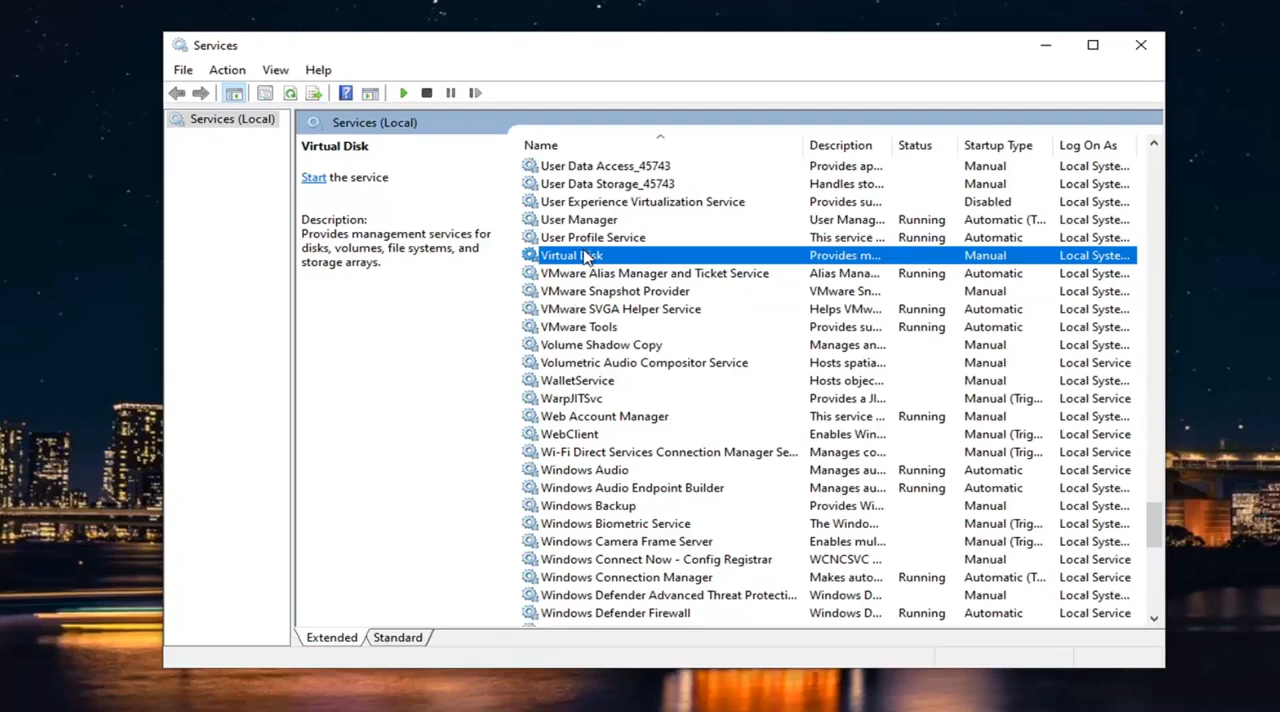 Services
File Action View Help
Services (Local)
Services (Local)
Virtual Disk
Start the service
Description:
Provides management services for
disks, volumes, file systems, and
storage arrays.
Name Description Status Startup Type Log On As
User Data Access_45743 Provides ap... Manual Local Syste...
User Data Storage_45743 Handles sto... Manual Local Syste...
User Experience Virtualization Service Provides su... Disabled Local Syste...
User Manager User Manag... Running Automatic (T... Local Syste...
User Profile Service This service ... Running Automatic Local Syste...
Virtual Disk Provides m... Manual Local Syste...
VMware Alias Manager and Ticket Service Alias Mana... Running Automatic Local Syste...
VMware Snapshot Provider VMware Sn... Manual Local Syste...
VMware SVGA Helper Service Helps VMw... Running Automatic Local Syste...
VMware Tools Provides su... Running Automatic Local Syste...
Volume Shadow Copy Manages an... Manual Local Syste...
Volumetric Audio Compositor Service Hosts spatia... Manual Local Service
WalletService Hosts objec... Manual Local Syste...
WarpJITSvc Provides a JI... Manual (Trig... Local Service
Web Account Manager This service ... Running Manual Local Syste...
WebClient Enables Win... Manual (Trig... Local Service
Wi-Fi Direct Services Connection Manager Se... Manages co... Manual (Trig... Local Service
Windows Audio Manages au... Running Automatic Local Service
Windows Audio Endpoint Builder Manages au... Running Automatic Local Syste...
Windows Backup Provides Wi... Manual Local Syste...
Windows Biometric Service The Windo... Manual (Trig... Local Syste...
Windows Camera Frame Server Enables mul... Manual (Trig... Local Service
Windows Connect Now - Config Registrar WCNCSVC ... Manual Local Service
Windows Connection Manager Makes auto... Running Automatic (T... Local Service
Windows Defender Advanced Threat Protecti... Windows D... Manual Local Syste...
Windows Defender Firewall Windows D... Running Automatic Local Service
Extended Standard